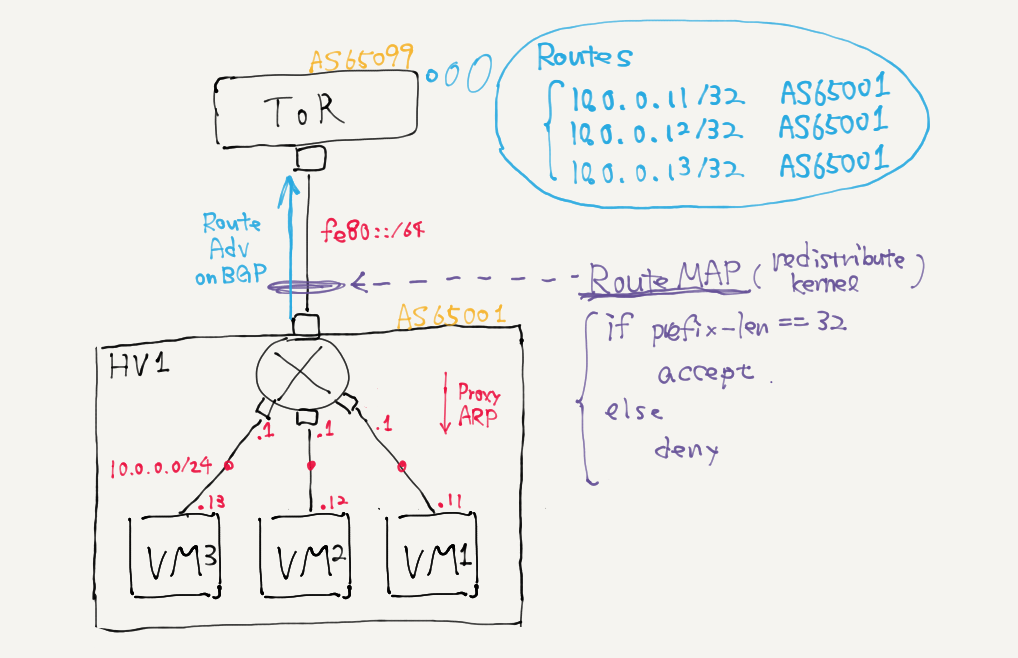 AS65099
ToR
Routes
10.0.0.11/32 AS65001
10.0.0.12/32 AS65001
10.0.0.13/32 AS65001
Route
Adv
on BGP
fe80::/64
Route MAP (redistribute
kernel)
if prefix-len == 32
accept
else
deny
AS65001
HV1
Proxy
ARP
.1
.1
.1
10.0.0.0/24
.13
.12
.11
VM3
VM2
VM1